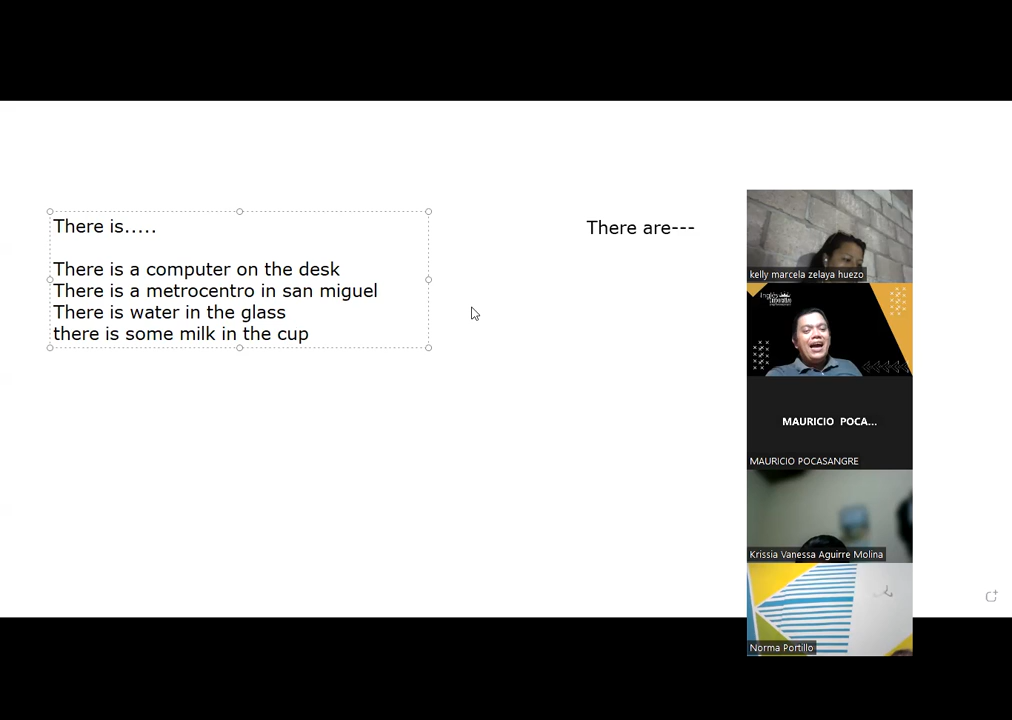 There is.....
There is a computer on the desk
There is a metrocentro in san miguel
There is water in the glass
there is some milk in the cup
There are---
kelly marcela zelaya huezo
Inglés
MAURICIO POCA...
MAURICIO POCASANGRE
Krissia Vanessa Aguirre Molina
Norma Portillo